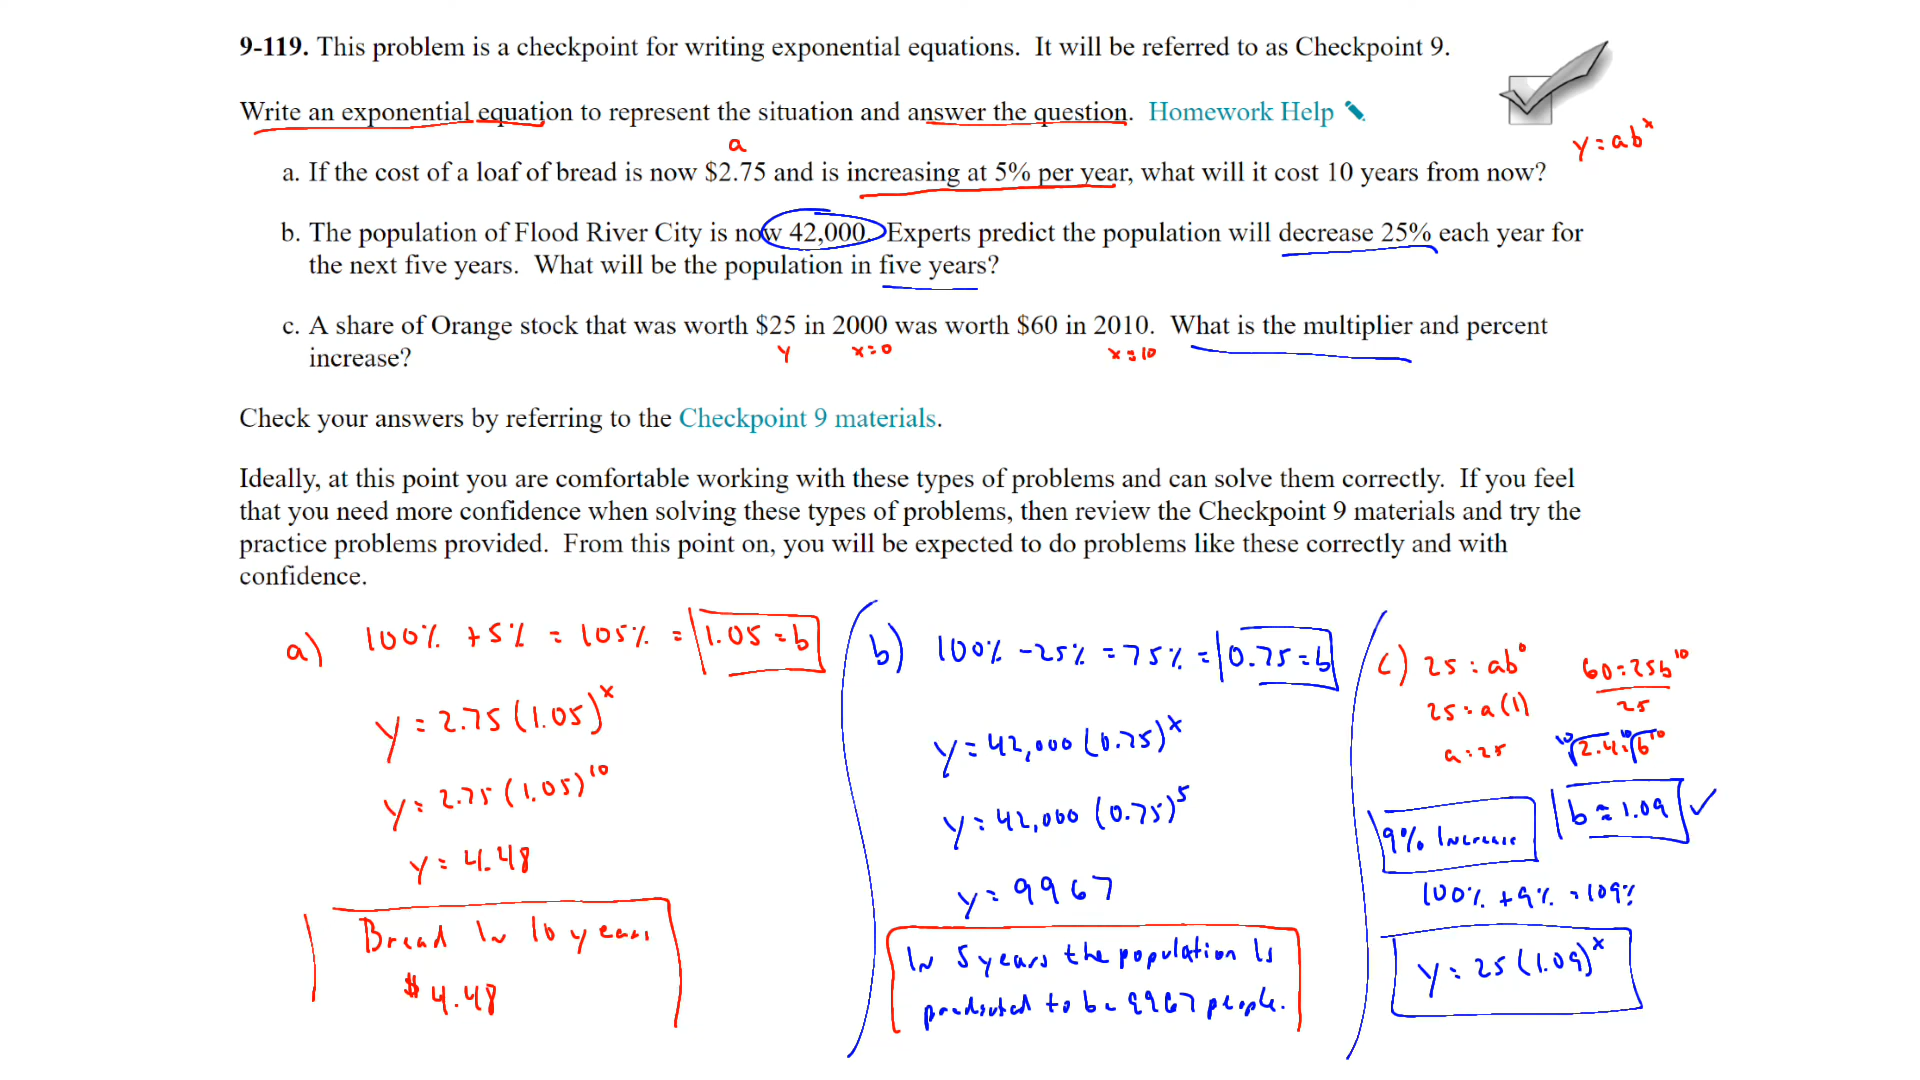 9-119. This problem is a checkpoint for writing exponential equations. It will be referred to as Checkpoint 9.
Write an exponential equation to represent the situation and answer the question. Homework Help
y = ab^x
a
a. If the cost of a loaf of bread is now $2.75 and is increasing at 5% per year, what will it cost 10 years from now?
b. The population of Flood River City is now 42,000. Experts predict the population will decrease 25% each year for
the next five years. What will be the population in five years?
c. A share of Orange stock that was worth $25 in 2000 was worth $60 in 2010. What is the multiplier and percent
increase?
y x=0 x=10
Check your answers by referring to the Checkpoint 9 materials.
Ideally, at this point you are comfortable working with these types of problems and can solve them correctly. If you feel
that you need more confidence when solving these types of problems, then review the Checkpoint 9 materials and try the
practice problems provided. From this point on, you will be expected to do problems like these correctly and with
confidence.
a) 100% + 5% = 105% = 1.05 = b
y = 2.75 (1.05)^x
y = 2.75 (1.05)^10
y = 4.48
Bread In 10 years
$4.48
b) 100% - 25% = 75% = 0.75 = b
y = 42,000 (0.75)^x
y = 42,000 (0.75)^5
y = 9967
In 5 years the population Is
predicted to be 9967 people.
c) 25 = ab^0
25 = a(1)
a = 25
60 = 25b^10
25
10√2.4 = 10√b^10
b ≈ 1.09 ✓
9% Increase
100% + 9% = 109%
y = 25 (1.09)^x